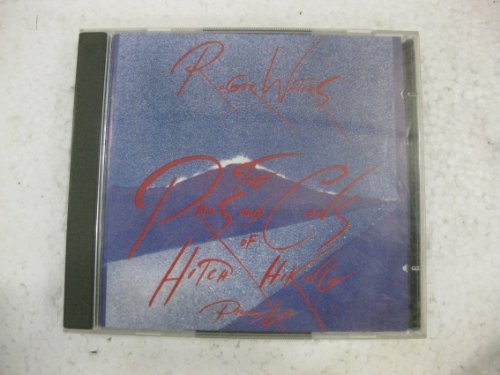 Roger Waters
The
Pros and Cons
of
Hitch Hiking